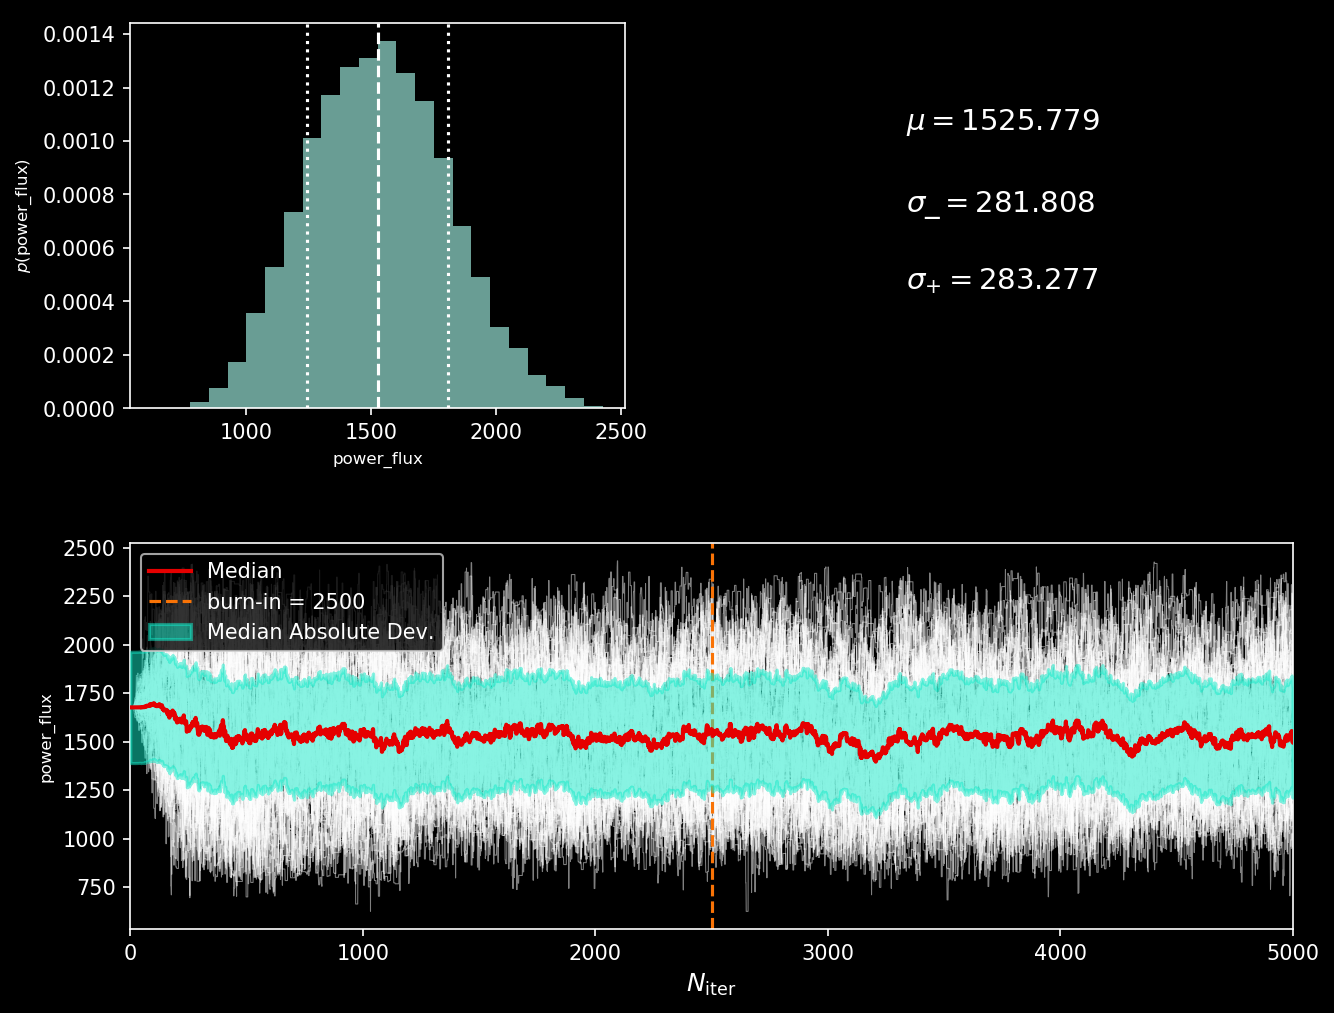 0.0014
0.0012
0.0010
0.0008
0.0006
0.0004
0.0002
0.0000
p(power_flux)
1000 1500 2000 2500
power_flux
μ = 1525.779
σ₋ = 281.808
σ₊ = 283.277
2500
2250
2000
1750
1500
1250
1000
750
power_flux
Median
burn-in = 2500
Median Absolute Dev.
0 1000 2000 3000 4000 5000
N_iter